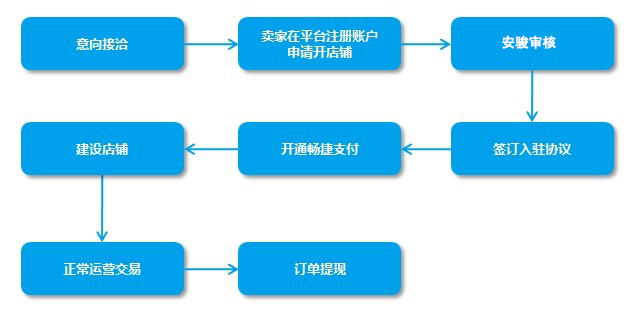 意向接洽
卖家在平台注册账户
申请开店铺
安骏审核
签订入驻协议
开通畅捷支付
建设店铺
正常运营交易
订单提现